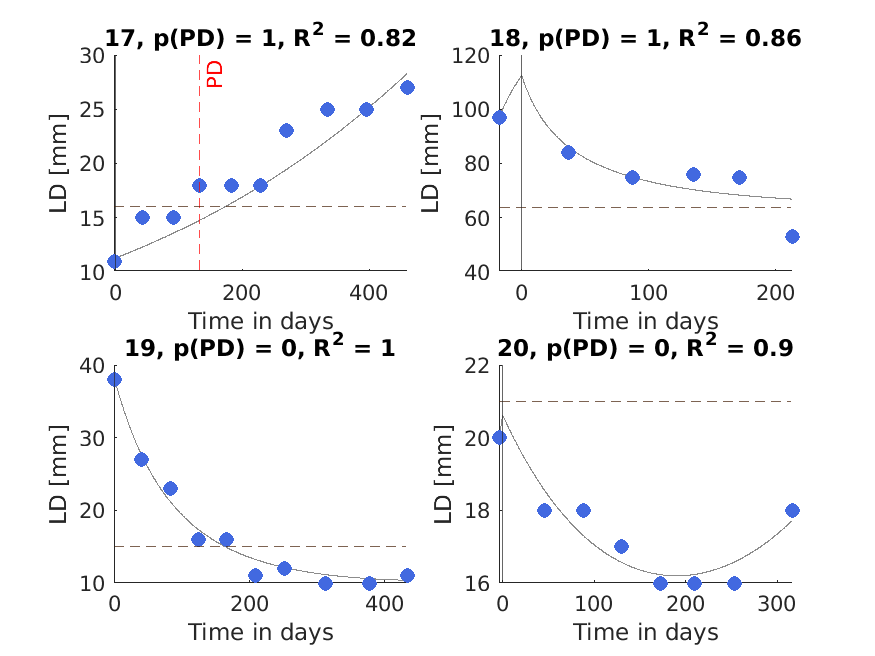 17, p(PD) = 1, R² = 0.82
30
25
20
15
10
LD [mm]
PD
0
200
400
Time in days
18, p(PD) = 1, R² = 0.86
120
100
80
60
40
LD [mm]
0
100
200
Time in days
19, p(PD) = 0, R² = 1
40
30
20
10
LD [mm]
0
200
400
Time in days
20, p(PD) = 0, R² = 0.9
22
20
18
16
LD [mm]
0
100
200
300
Time in days